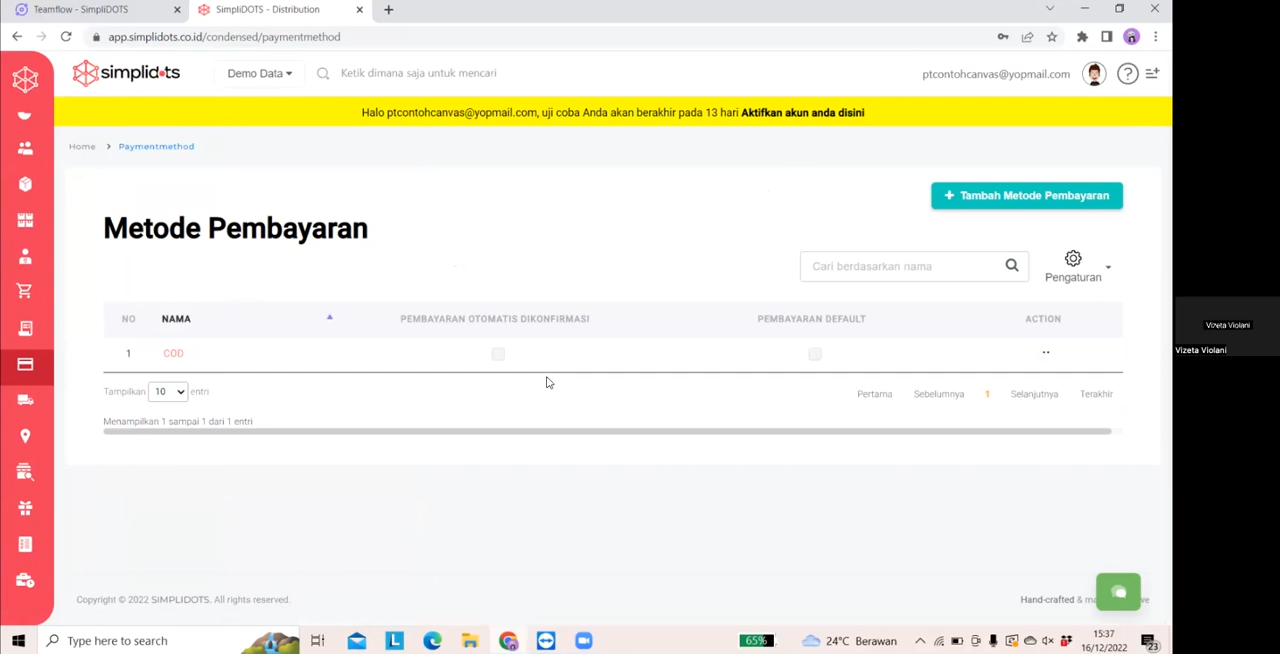 Teamflow - SimpliDOTS
SimpliDOTS - Distribution
app.simplidots.co.id/condensed/paymentmethod
simplidots
Demo Data
Ketik dimana saja untuk mencari
ptcontohcanvas@yopmail.com
Halo ptcontohcanvas@yopmail.com, uji coba Anda akan berakhir pada 13 hari Aktifkan akun anda disini
Home > Paymentmethod
+ Tambah Metode Pembayaran
Metode Pembayaran
Cari berdasarkan nama
Pengaturan
NO NAMA PEMBAYARAN OTOMATIS DIKONFIRMASI PEMBAYARAN DEFAULT ACTION
1 COD
Tampilkan 10 entri
Pertama Sebelumnya 1 Selanjutnya Terakhir
Menampilkan 1 sampai 1 dari 1 entri
Vizeta Violani
Vizeta Violani
Copyright © 2022 SIMPLIDOTS. All rights reserved.
Hand-crafted & ma ve
Type here to search
65%
24°C Berawan
15:37
16/12/2022
23